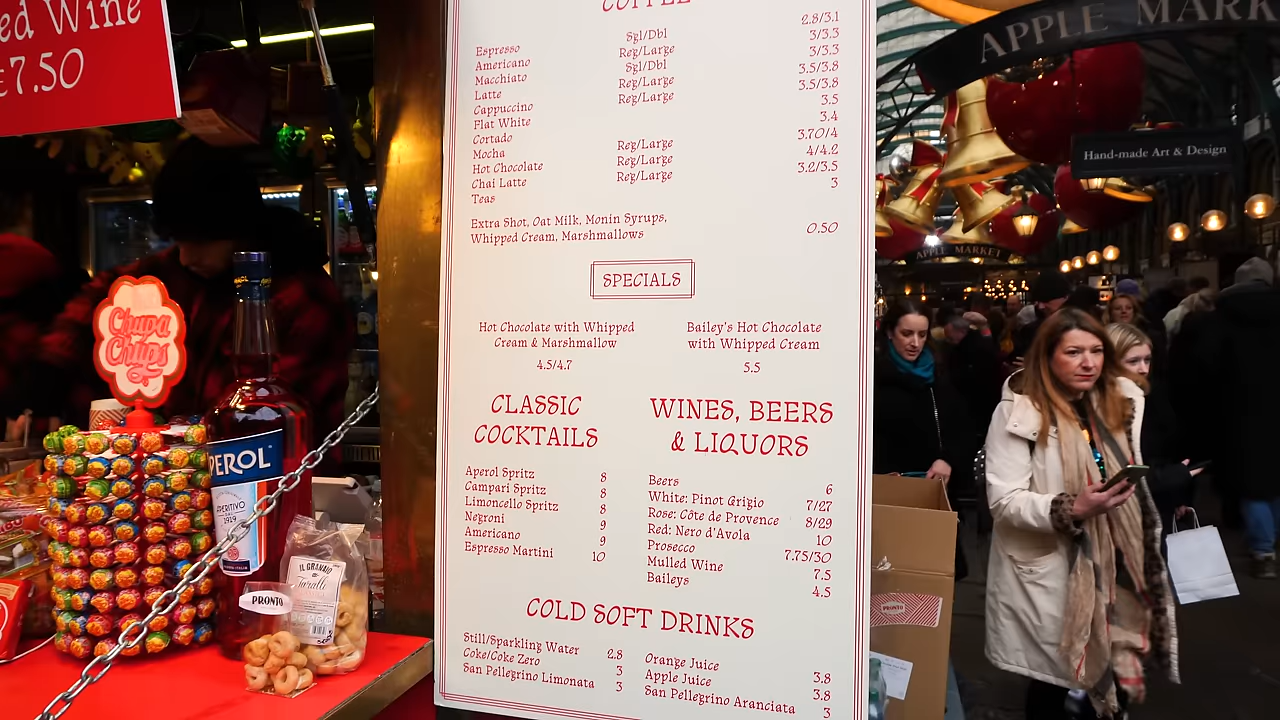 ed Wine
£7.50
COFFEE
Espresso Sgl/Dbl 2.8/3.1
Americano Reg/Large 3/3.3
Macchiato Sgl/Dbl 3/3.3
Latte Reg/Large 3.5/3.8
Cappuccino Reg/Large 3.5/3.8
Flat White 3.5
Cortado 3.4
Mocha Reg/Large 3.70/4
Hot Chocolate Reg/Large 4/4.2
Chai Latte Reg/Large 3.2/3.5
Teas 3
Extra Shot, Oat Milk, Monin Syrups,
Whipped Cream, Marshmallows 0.50
SPECIALS
Hot Chocolate with Whipped
Cream & Marshmallow
4.5/4.7
Bailey's Hot Chocolate
with Whipped Cream
5.5
CLASSIC
COCKTAILS
Aperol Spritz 8
Campari Spritz 8
Limoncello Spritz 8
Negroni 9
Americano 9
Espresso Martini 10
WINES, BEERS
& LIQUORS
Beers 6
White: Pinot Grigio 7/27
Rose: Côte de Provence 8/29
Red: Nero d'Avola 10
Prosecco 7.75/30
Mulled Wine 7.5
Baileys 4.5
COLD SOFT DRINKS
Still/Sparkling Water 2.8
Coke/Coke Zero 3
San Pellegrino Limonata 3
Orange Juice 3.8
Apple Juice 3.8
San Pellegrino Aranciata 3
Chupa
Chups
PEROL
APERITIVO
1919
IL GRANAIO
taralli
PRONTO
PRONTO
APPLE MARK
Hand-made Art & Design
APPLE MARKET